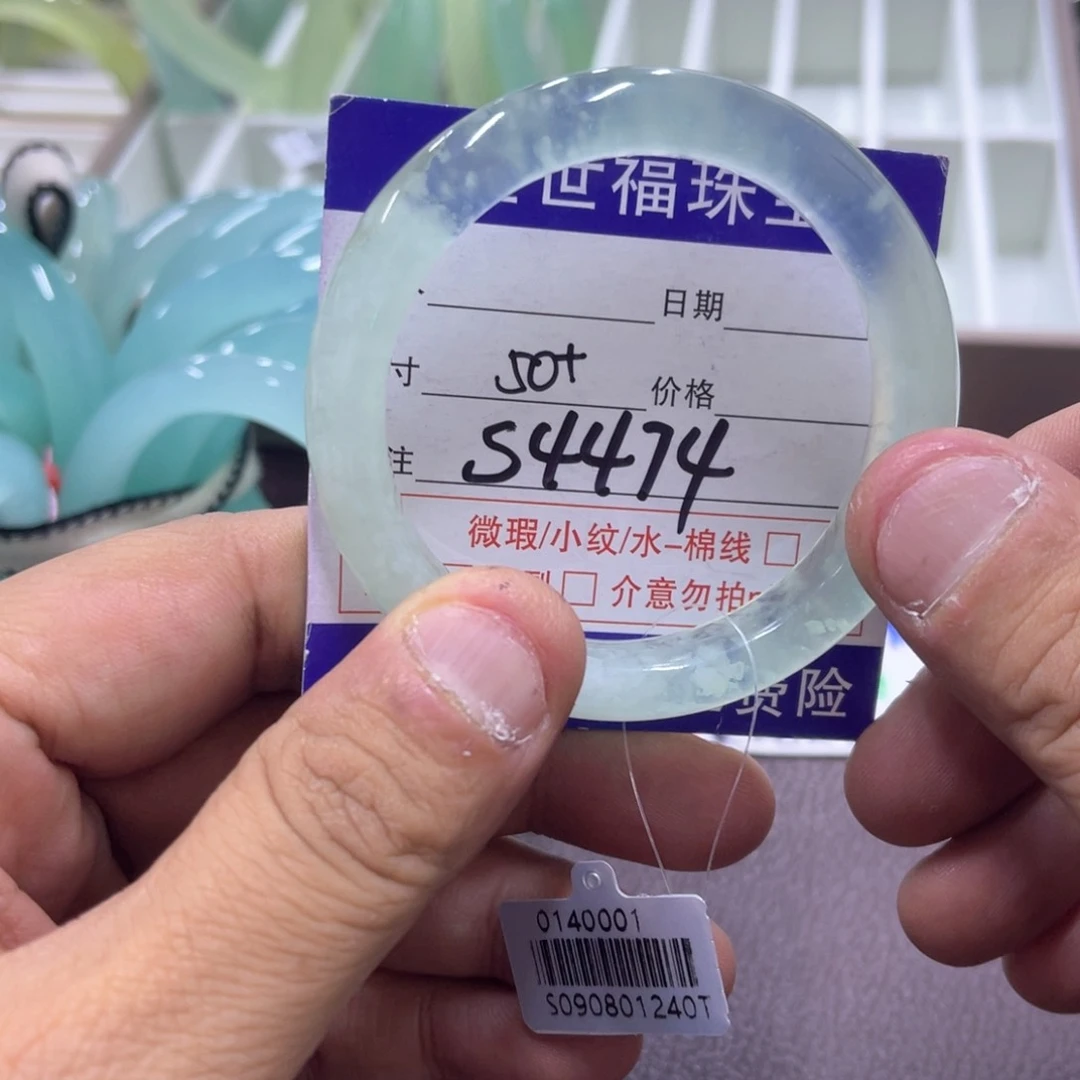 世福珠宝
日期
寸 50+ 价格
注 S4474
微瑕/小纹/水-棉线 □
□ 介意勿拍
费险
0140001
S090801240T